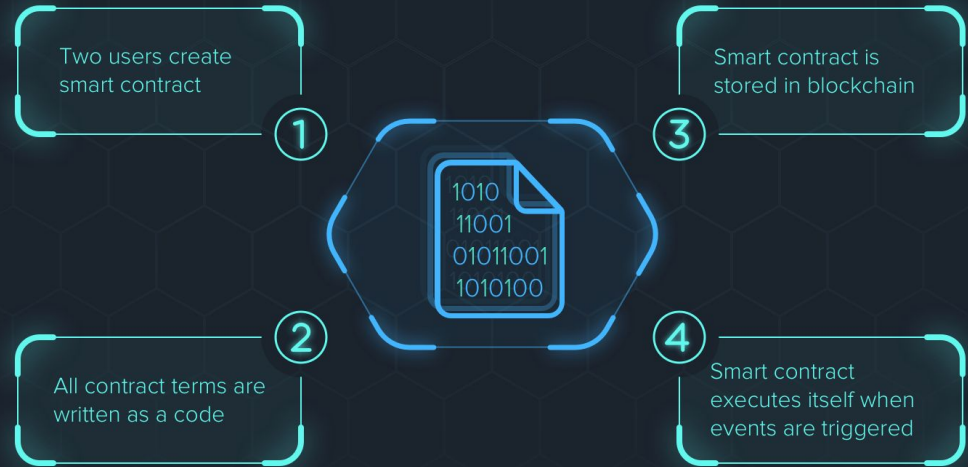 Two users create
smart contract
1
2
All contract terms are
written as a code
1010
11001
01011001
1010100
Smart contract is
stored in blockchain
3
4
Smart contract
executes itself when
events are triggered